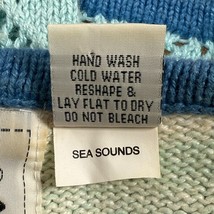 HAND WASH
COLD WATER
RESHAPE &
LAY FLAT TO DRY
DO NOT BLEACH
SEA SOUNDS